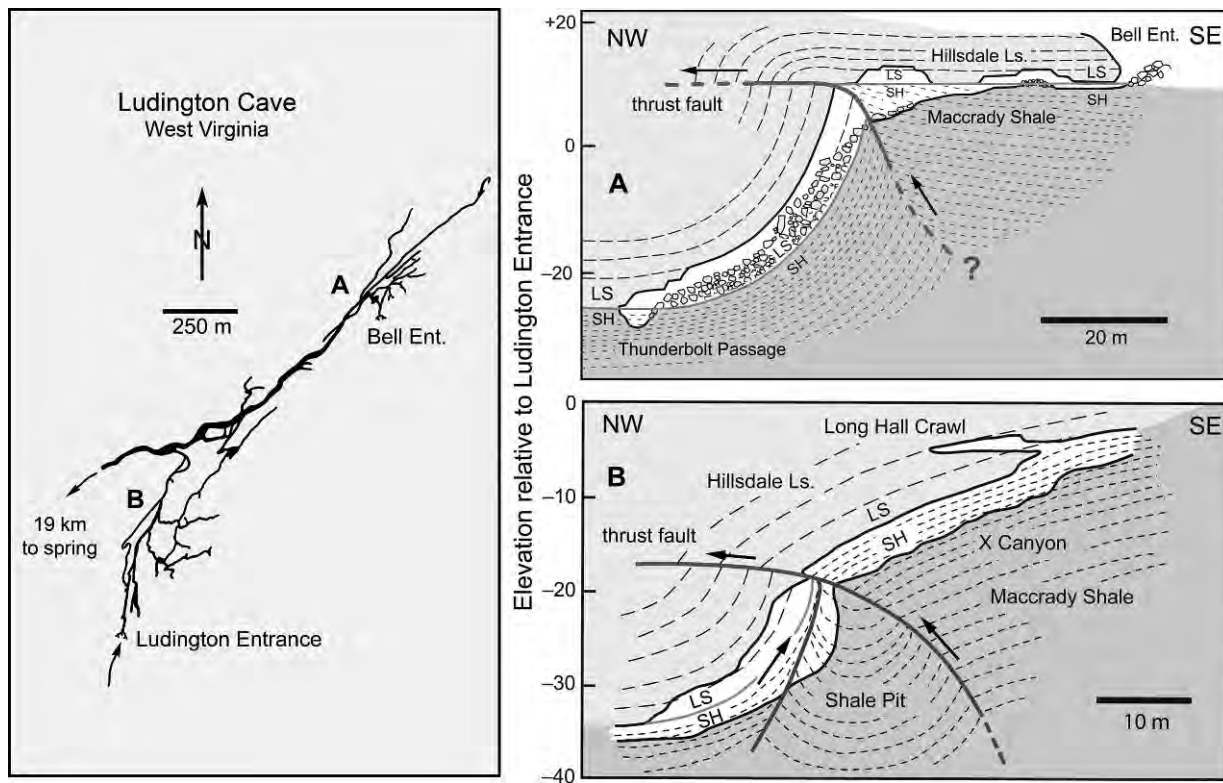 Ludington Cave
West Virginia
N
250 m
A
Bell Ent.
B
19 km
to spring
Ludington Entrance
Elevation relative to Ludington Entrance
+20
0
–20
NW
Bell Ent.
SE
Hillsdale Ls.
LS
LS
thrust fault
SH
SH
Maccrady Shale
A
LS
SH
?
LS
SH
Thunderbolt Passage
20 m
0
–10
–20
–30
–40
NW
Long Hall Crawl
SE
B
Hillsdale Ls.
LS
SH
thrust fault
X Canyon
Maccrady Shale
LS
SH
Shale Pit
10 m